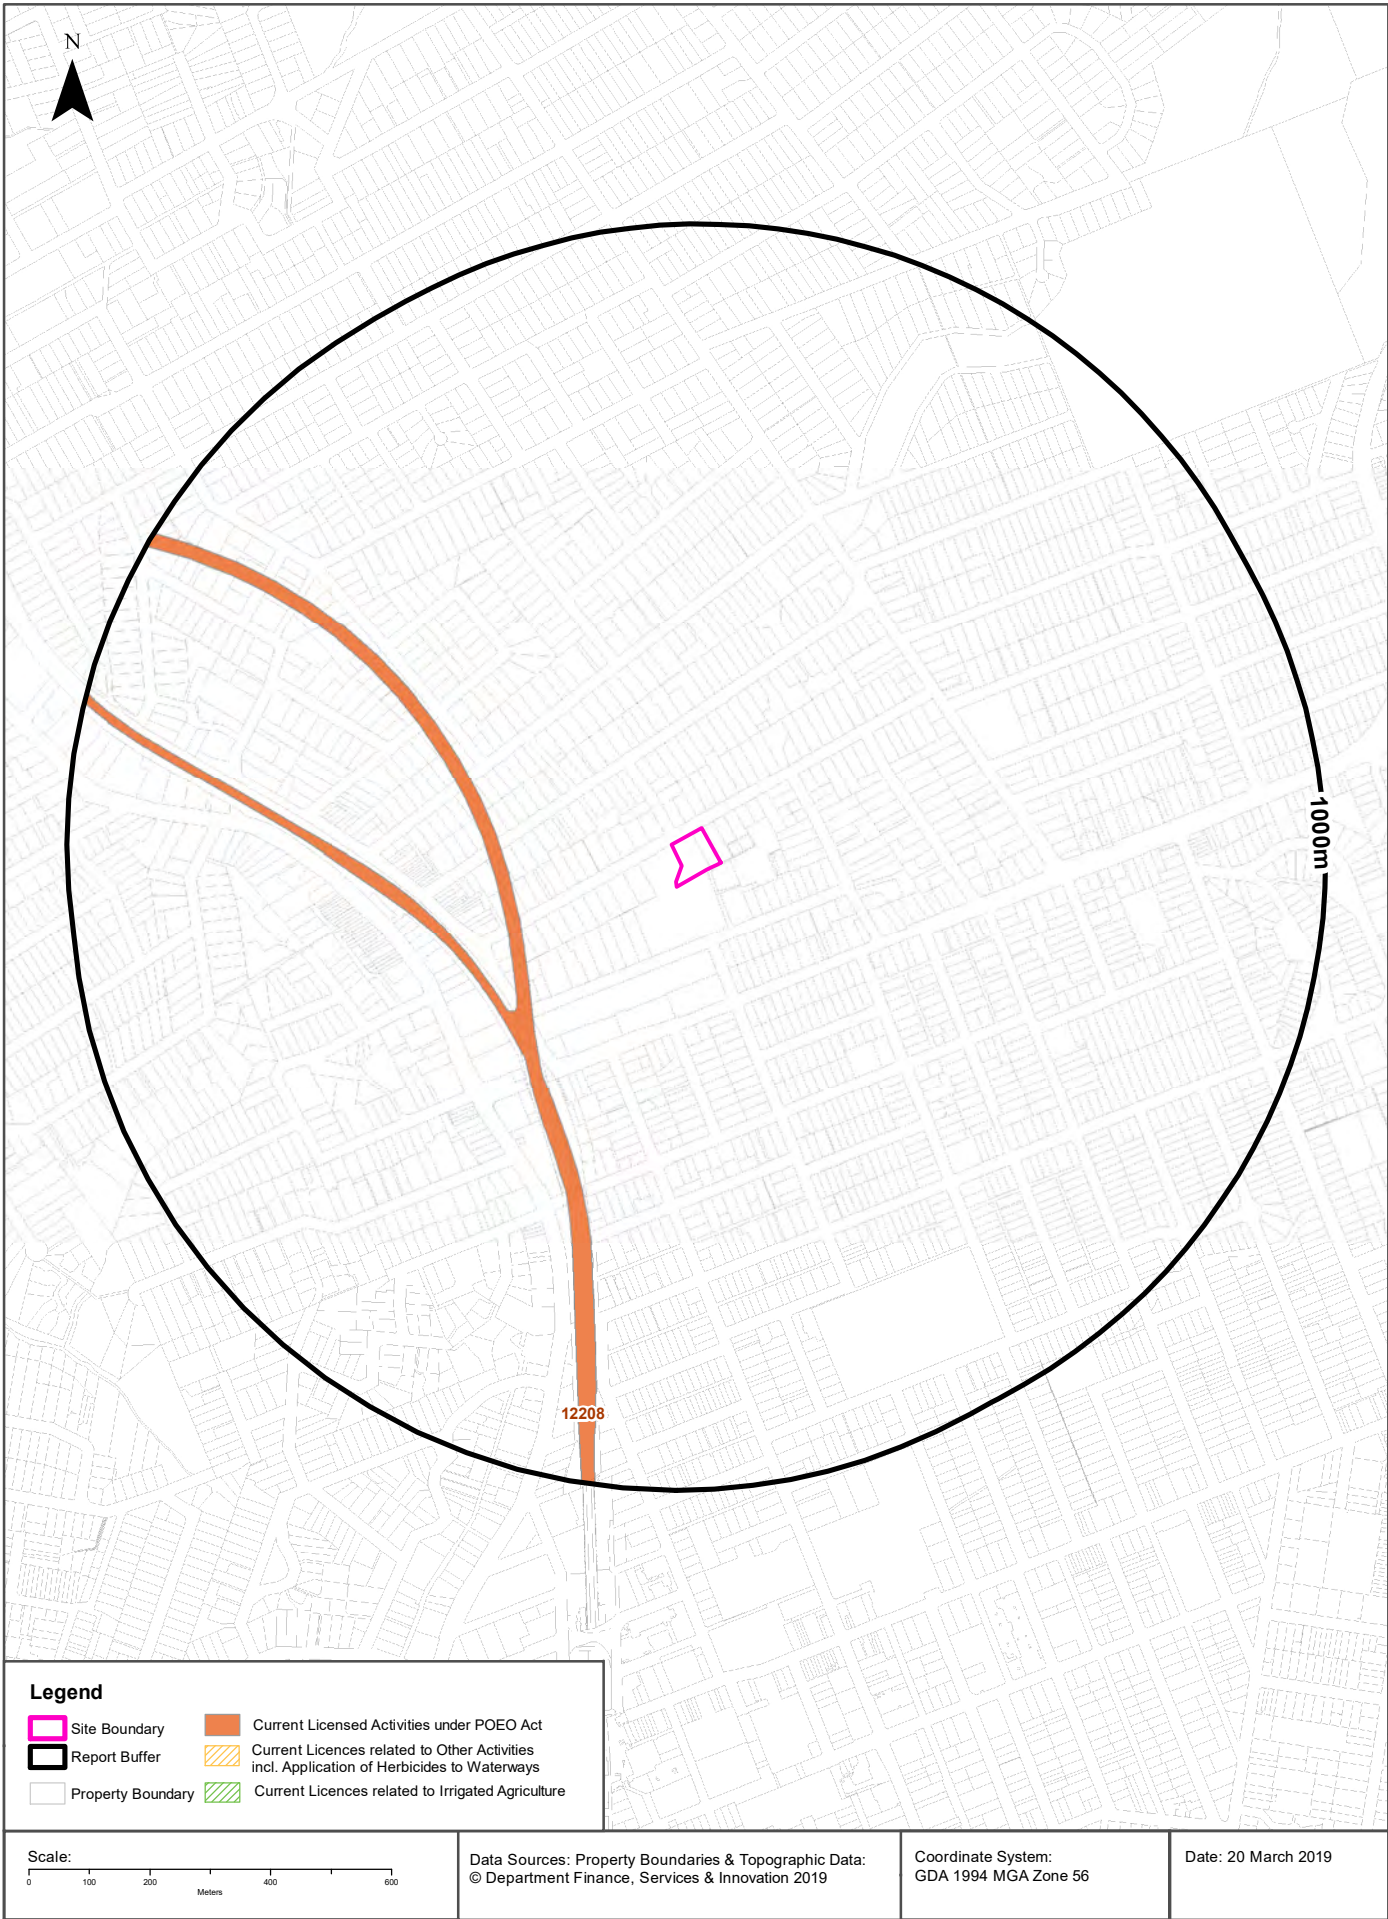 N
1000m
12208
Legend
Site Boundary
Report Buffer
Property Boundary
Current Licensed Activities under POEO Act
Current Licences related to Other Activities
incl. Application of Herbicides to Waterways
Current Licences related to Irrigated Agriculture
Scale:
0 100 200 400 600
Meters
Data Sources: Property Boundaries & Topographic Data:
© Department Finance, Services & Innovation 2019
Coordinate System:
GDA 1994 MGA Zone 56
Date: 20 March 2019